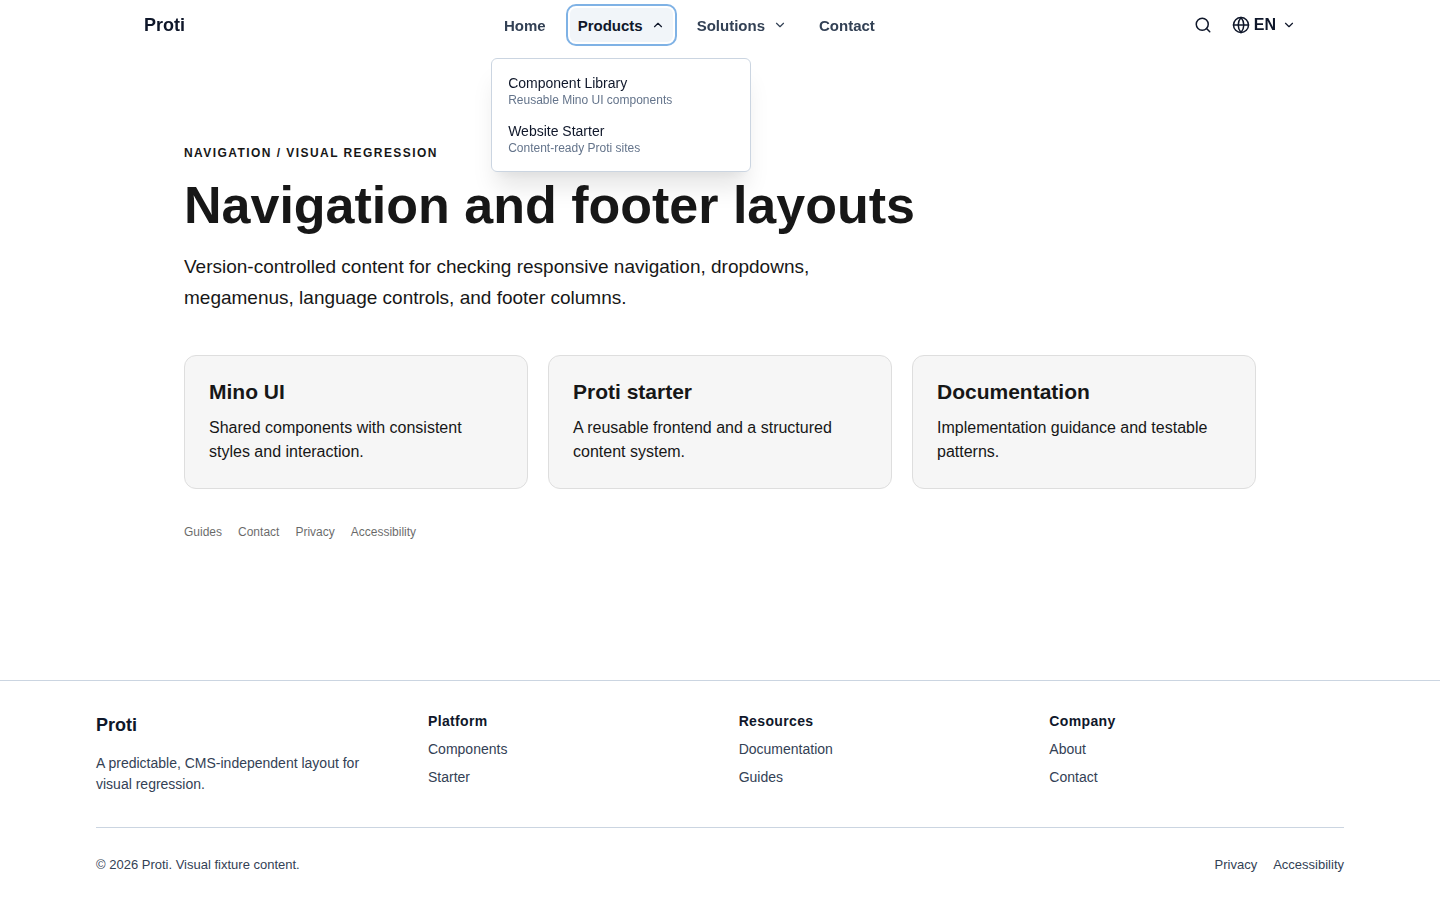 Proti
Home
Products
Solutions
Contact
EN
Component Library
Reusable Mino UI components
Website Starter
Content-ready Proti sites
NAVIGATION / VISUAL REGRESSION
Navigation and footer layouts
Version-controlled content for checking responsive navigation, dropdowns,
megamenus, language controls, and footer columns.
Mino UI
Shared components with consistent
styles and interaction.
Proti starter
A reusable frontend and a structured
content system.
Documentation
Implementation guidance and testable
patterns.
Guides
Contact
Privacy
Accessibility
Proti
A predictable, CMS-independent layout for
visual regression.
Platform
Components
Starter
Resources
Documentation
Guides
Company
About
Contact
© 2026 Proti. Visual fixture content.
Privacy
Accessibility